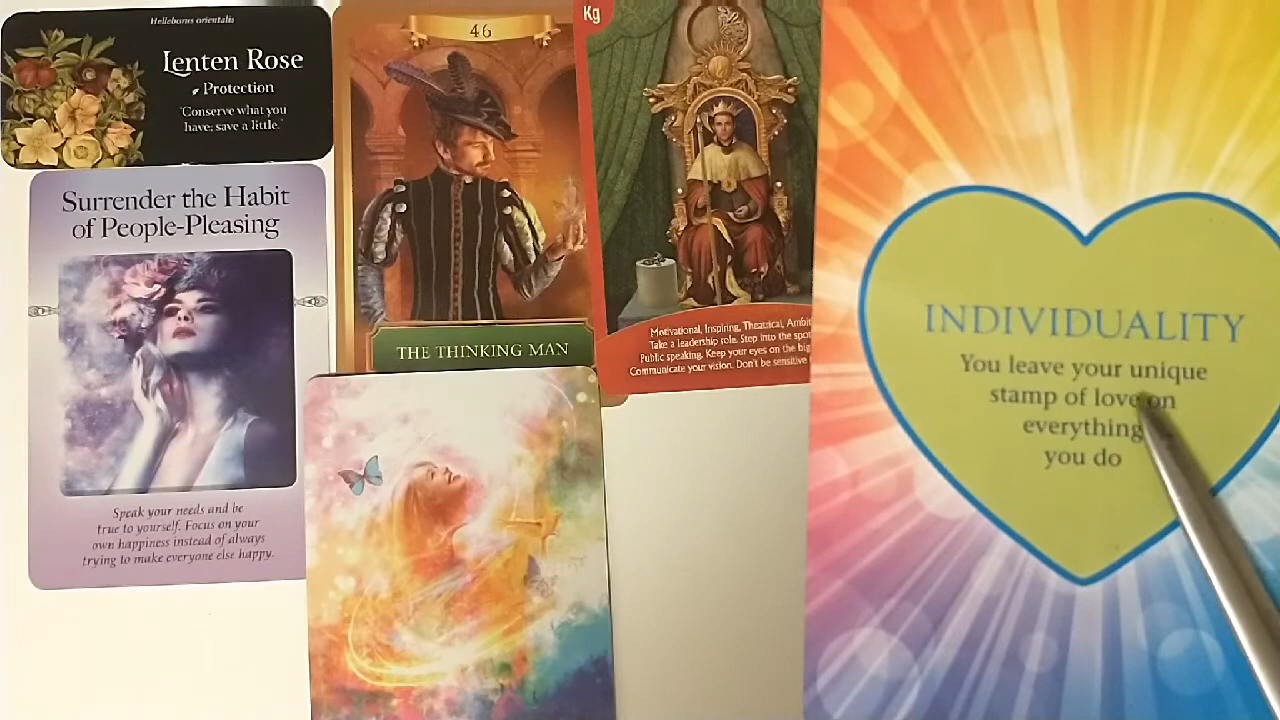 Helleborus orientalis
Lenten Rose
Protection
"Conserve what you
have; save a little."
Surrender the Habit
of People-Pleasing
Speak your needs and be
true to yourself. Focus on your
own happiness instead of always
trying to make everyone else happy.
46
THE THINKING MAN
Kg
Motivational, Inspiring, Theatrical,
Take a leadership role. Step into the
Public speaking. Keep your eyes on the big
Communicate your vision. Don't be sensitive
INDIVIDUALITY
You leave your unique
stamp of love on
everything
you do